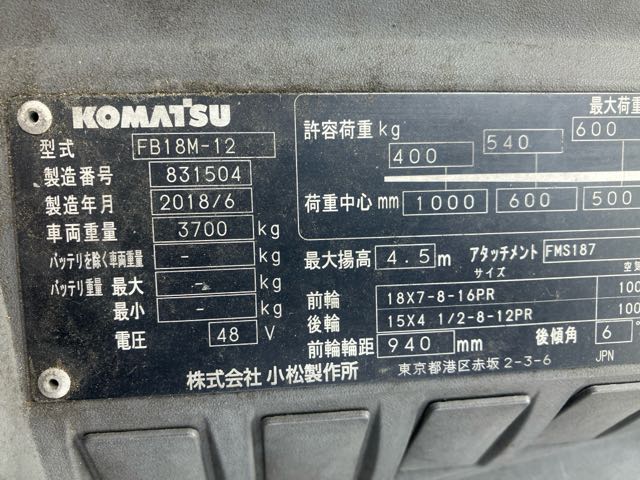 KOMATSU
型式 FB18M-12
製造番号 831504
製造年月 2018/6
車両重量 3700 kg
バッテリを除く車両重量 - kg
バッテリ重量 最大 - kg
最小 - kg
電圧 48 V
株式会社 小松製作所
最大荷重
許容荷重 kg 400 540 600
荷重中心 mm 1000 600 500
最大揚高 4.5 m アタッチメント FMS187
サイズ
前輪 18X7-8-16PR 100
後輪 15X4 1/2-8-12PR 100
前輪輪距 940 mm 後傾角 6°
東京都港区赤坂 2-3-6 JPN